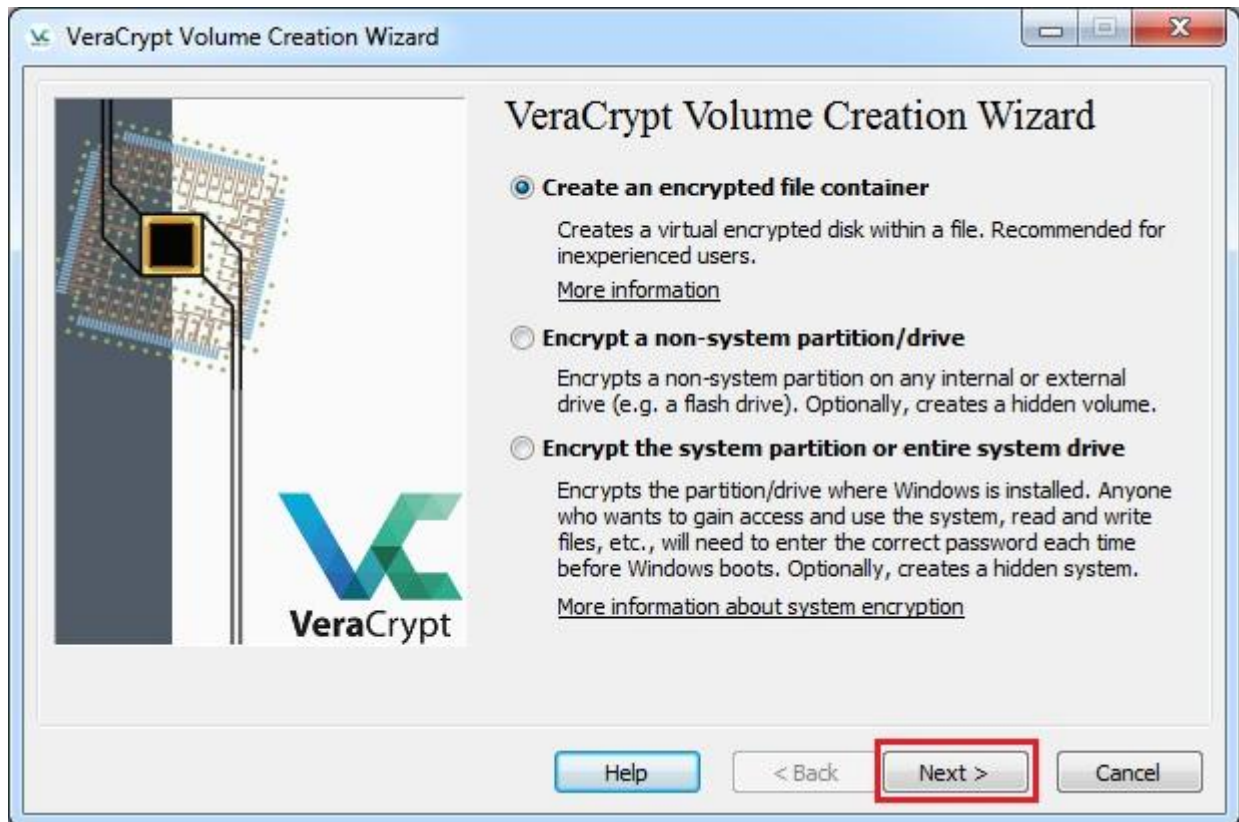 VeraCrypt Volume Creation Wizard
VeraCrypt Volume Creation Wizard
Create an encrypted file container
Creates a virtual encrypted disk within a file. Recommended for
inexperienced users.
More information
Encrypt a non-system partition/drive
Encrypts a non-system partition on any internal or external
drive (e.g. a flash drive). Optionally, creates a hidden volume.
Encrypt the system partition or entire system drive
Encrypts the partition/drive where Windows is installed. Anyone
who wants to gain access and use the system, read and write
files, etc., will need to enter the correct password each time
before Windows boots. Optionally, creates a hidden system.
More information about system encryption
VeraCrypt
Help
< Back
Next >
Cancel